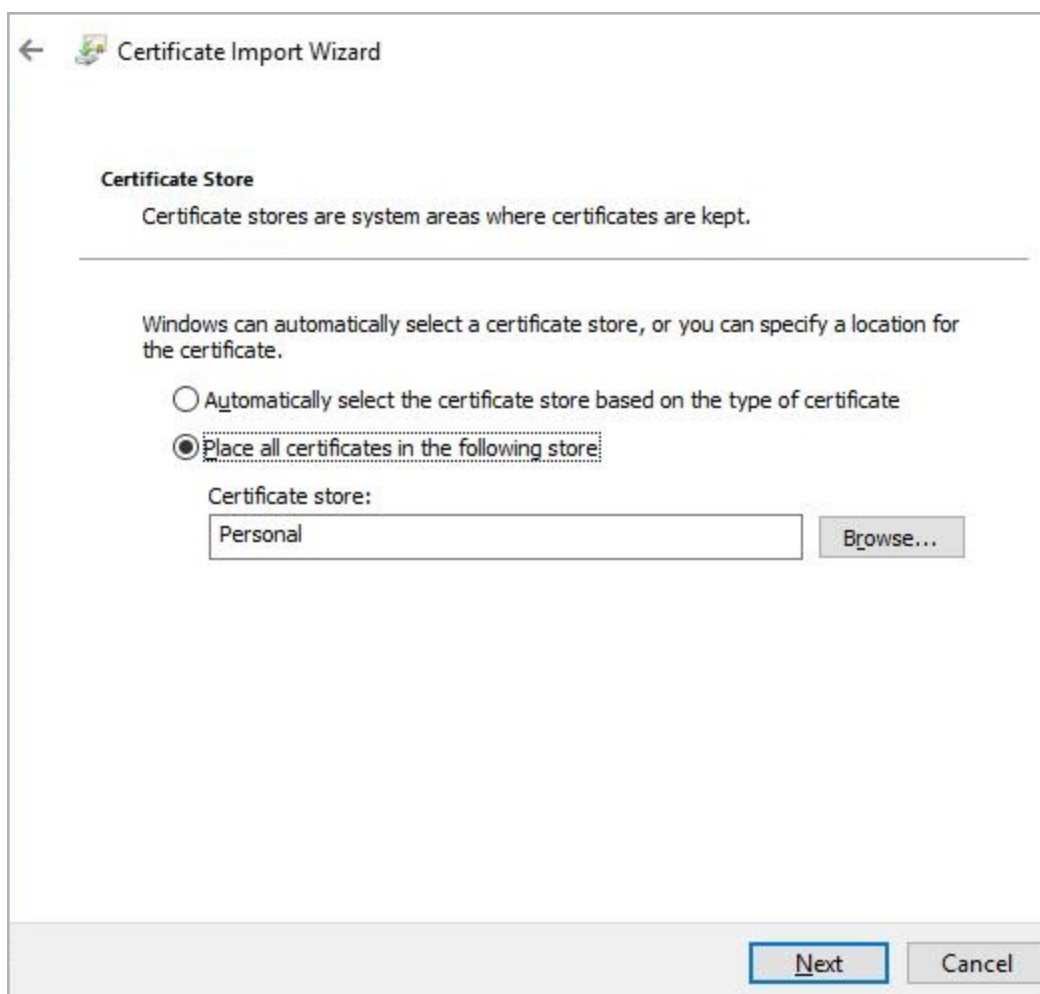 Certificate Import Wizard
Certificate Store
Certificate stores are system areas where certificates are kept.
Windows can automatically select a certificate store, or you can specify a location for
the certificate.
Automatically select the certificate store based on the type of certificate
Place all certificates in the following store
Certificate store:
Personal
Browse...
Next
Cancel